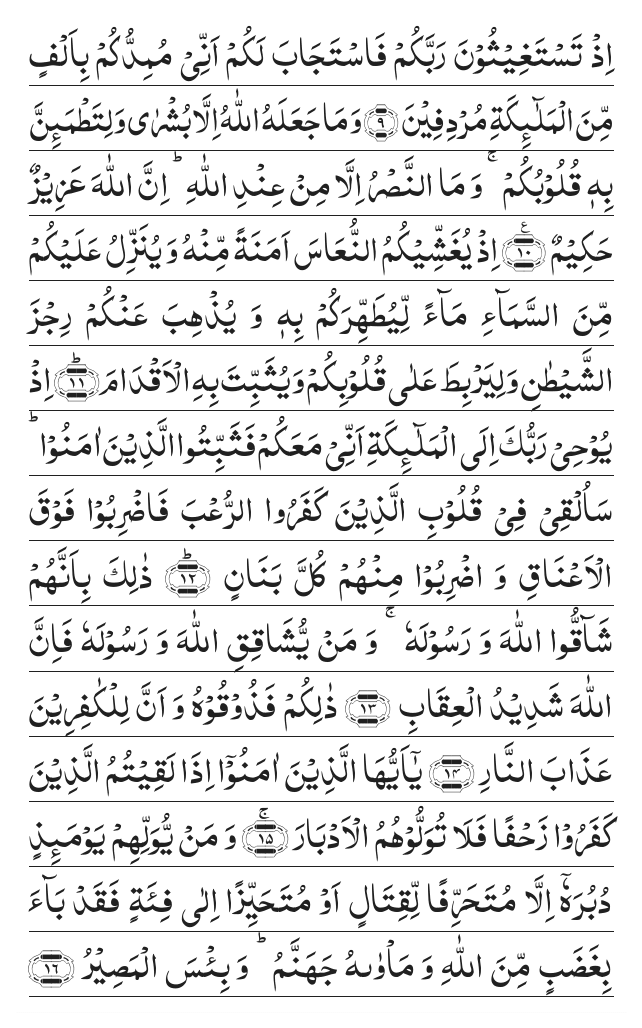 اِذْ تَسْتَغِيْثُوْنَ رَبَّكُمْ فَاسْتَجَابَ لَكُمْ اَنِّىْ مُمِدُّكُمْ بِاَلْفٍ
مِّنَ الْمَلٰٓئِكَةِ مُرْدِفِيْنَ ۝٩ وَمَا جَعَلَهُ اللّٰهُ اِلَّا بُشْرٰى وَلِتَطْمَئِنَّ
بِهٖ قُلُوْبُكُمْ ۚ وَمَا النَّصْرُ اِلَّا مِنْ عِنْدِ اللّٰهِ ؕ اِنَّ اللّٰهَ عَزِيْزٌ
حَكِيْمٌ ۝١٠ۧ اِذْ يُغَشِّيْكُمُ النُّعَاسَ اَمَنَةً مِّنْهُ وَيُنَزِّلُ عَلَيْكُمْ
مِّنَ السَّمَآءِ مَآءً لِّيُطَهِّرَكُمْ بِهٖ وَ يُذْهِبَ عَنْكُمْ رِجْزَ
الشَّيْطٰنِ وَلِيَرْبِطَ عَلٰى قُلُوْبِكُمْ وَيُثَبِّتَ بِهِ الْاَقْدَامَ ۝١١ؕ اِذْ
يُوْحِىْ رَبُّكَ اِلَى الْمَلٰٓئِكَةِ اَنِّىْ مَعَكُمْ فَثَبِّتُوا الَّذِيْنَ اٰمَنُوْا ؕ
سَاُلْقِىْ فِىْ قُلُوْبِ الَّذِيْنَ كَفَرُوا الرُّعْبَ فَاضْرِبُوْا فَوْقَ
الْاَعْنَاقِ وَ اضْرِبُوْا مِنْهُمْ كُلَّ بَنَانٍ ۝١٢ؕ ذٰلِكَ بِاَنَّهُمْ
شَآقُّوا اللّٰهَ وَ رَسُوْلَهٗ ۚ وَ مَنْ يُّشَاقِقِ اللّٰهَ وَ رَسُوْلَهٗ فَاِنَّ
اللّٰهَ شَدِيْدُ الْعِقَابِ ۝١٣ ذٰلِكُمْ فَذُوْقُوْهُ وَ اَنَّ لِلْكٰفِرِيْنَ
عَذَابَ النَّارِ ۝١٤ يٰۤاَيُّهَا الَّذِيْنَ اٰمَنُوْۤا اِذَا لَقِيْتُمُ الَّذِيْنَ
كَفَرُوْا زَحْفًا فَلَا تُوَلُّوْهُمُ الْاَدْبَارَ ۝١٥ۚ وَ مَنْ يُّوَلِّهِمْ يَوْمَئِذٍ
دُبُرَهٗۤ اِلَّا مُتَحَرِّفًا لِّقِتَالٍ اَوْ مُتَحَيِّزًا اِلٰى فِئَةٍ فَقَدْ بَآءَ
بِغَضَبٍ مِّنَ اللّٰهِ وَ مَاْوٰىهُ جَهَنَّمُ ؕ وَ بِئْسَ الْمَصِيْرُ ۝١٦